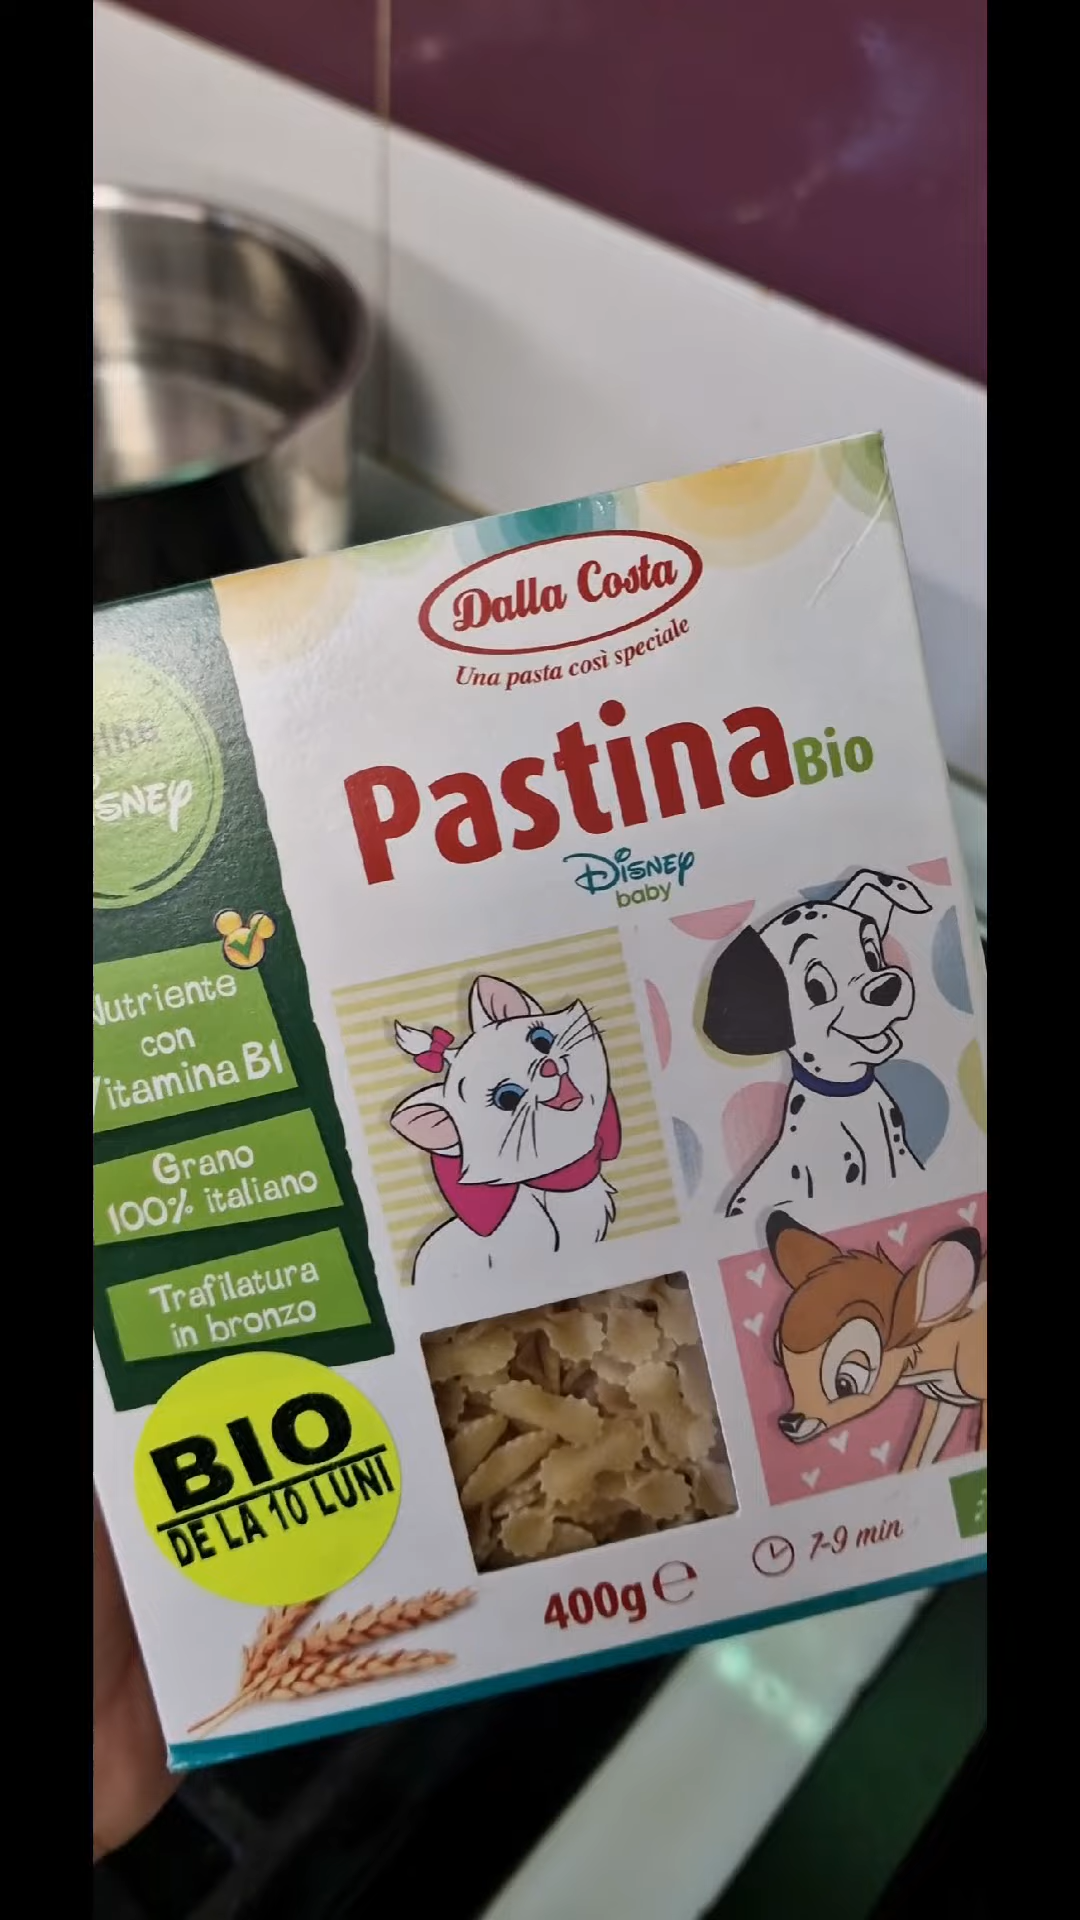 Dalla Costa
Una pasta così speciale
Pastina Bio
Disney
baby
Disney
Nutriente
con
Vitamina B1
Grano
100% italiano
Trafilatura
in bronzo
BIO
DE LA 10 LUNI
400g e
7-9 min